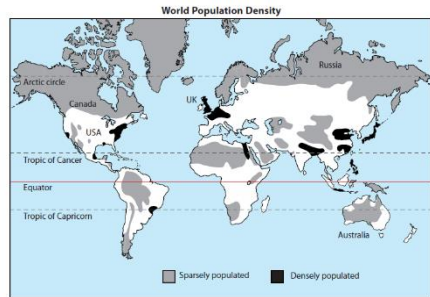 World Population Density
Arctic circle
Russia
Canada
UK
USA
Tropic of Cancer
Equator
Tropic of Capricorn
Australia
Sparsely populated
Densely populated